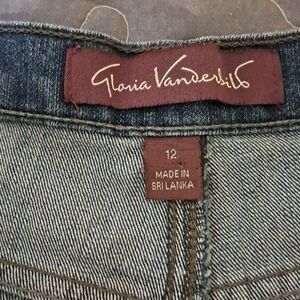 Gloria Vanderbilt
12
MADE IN
SRI LANKA